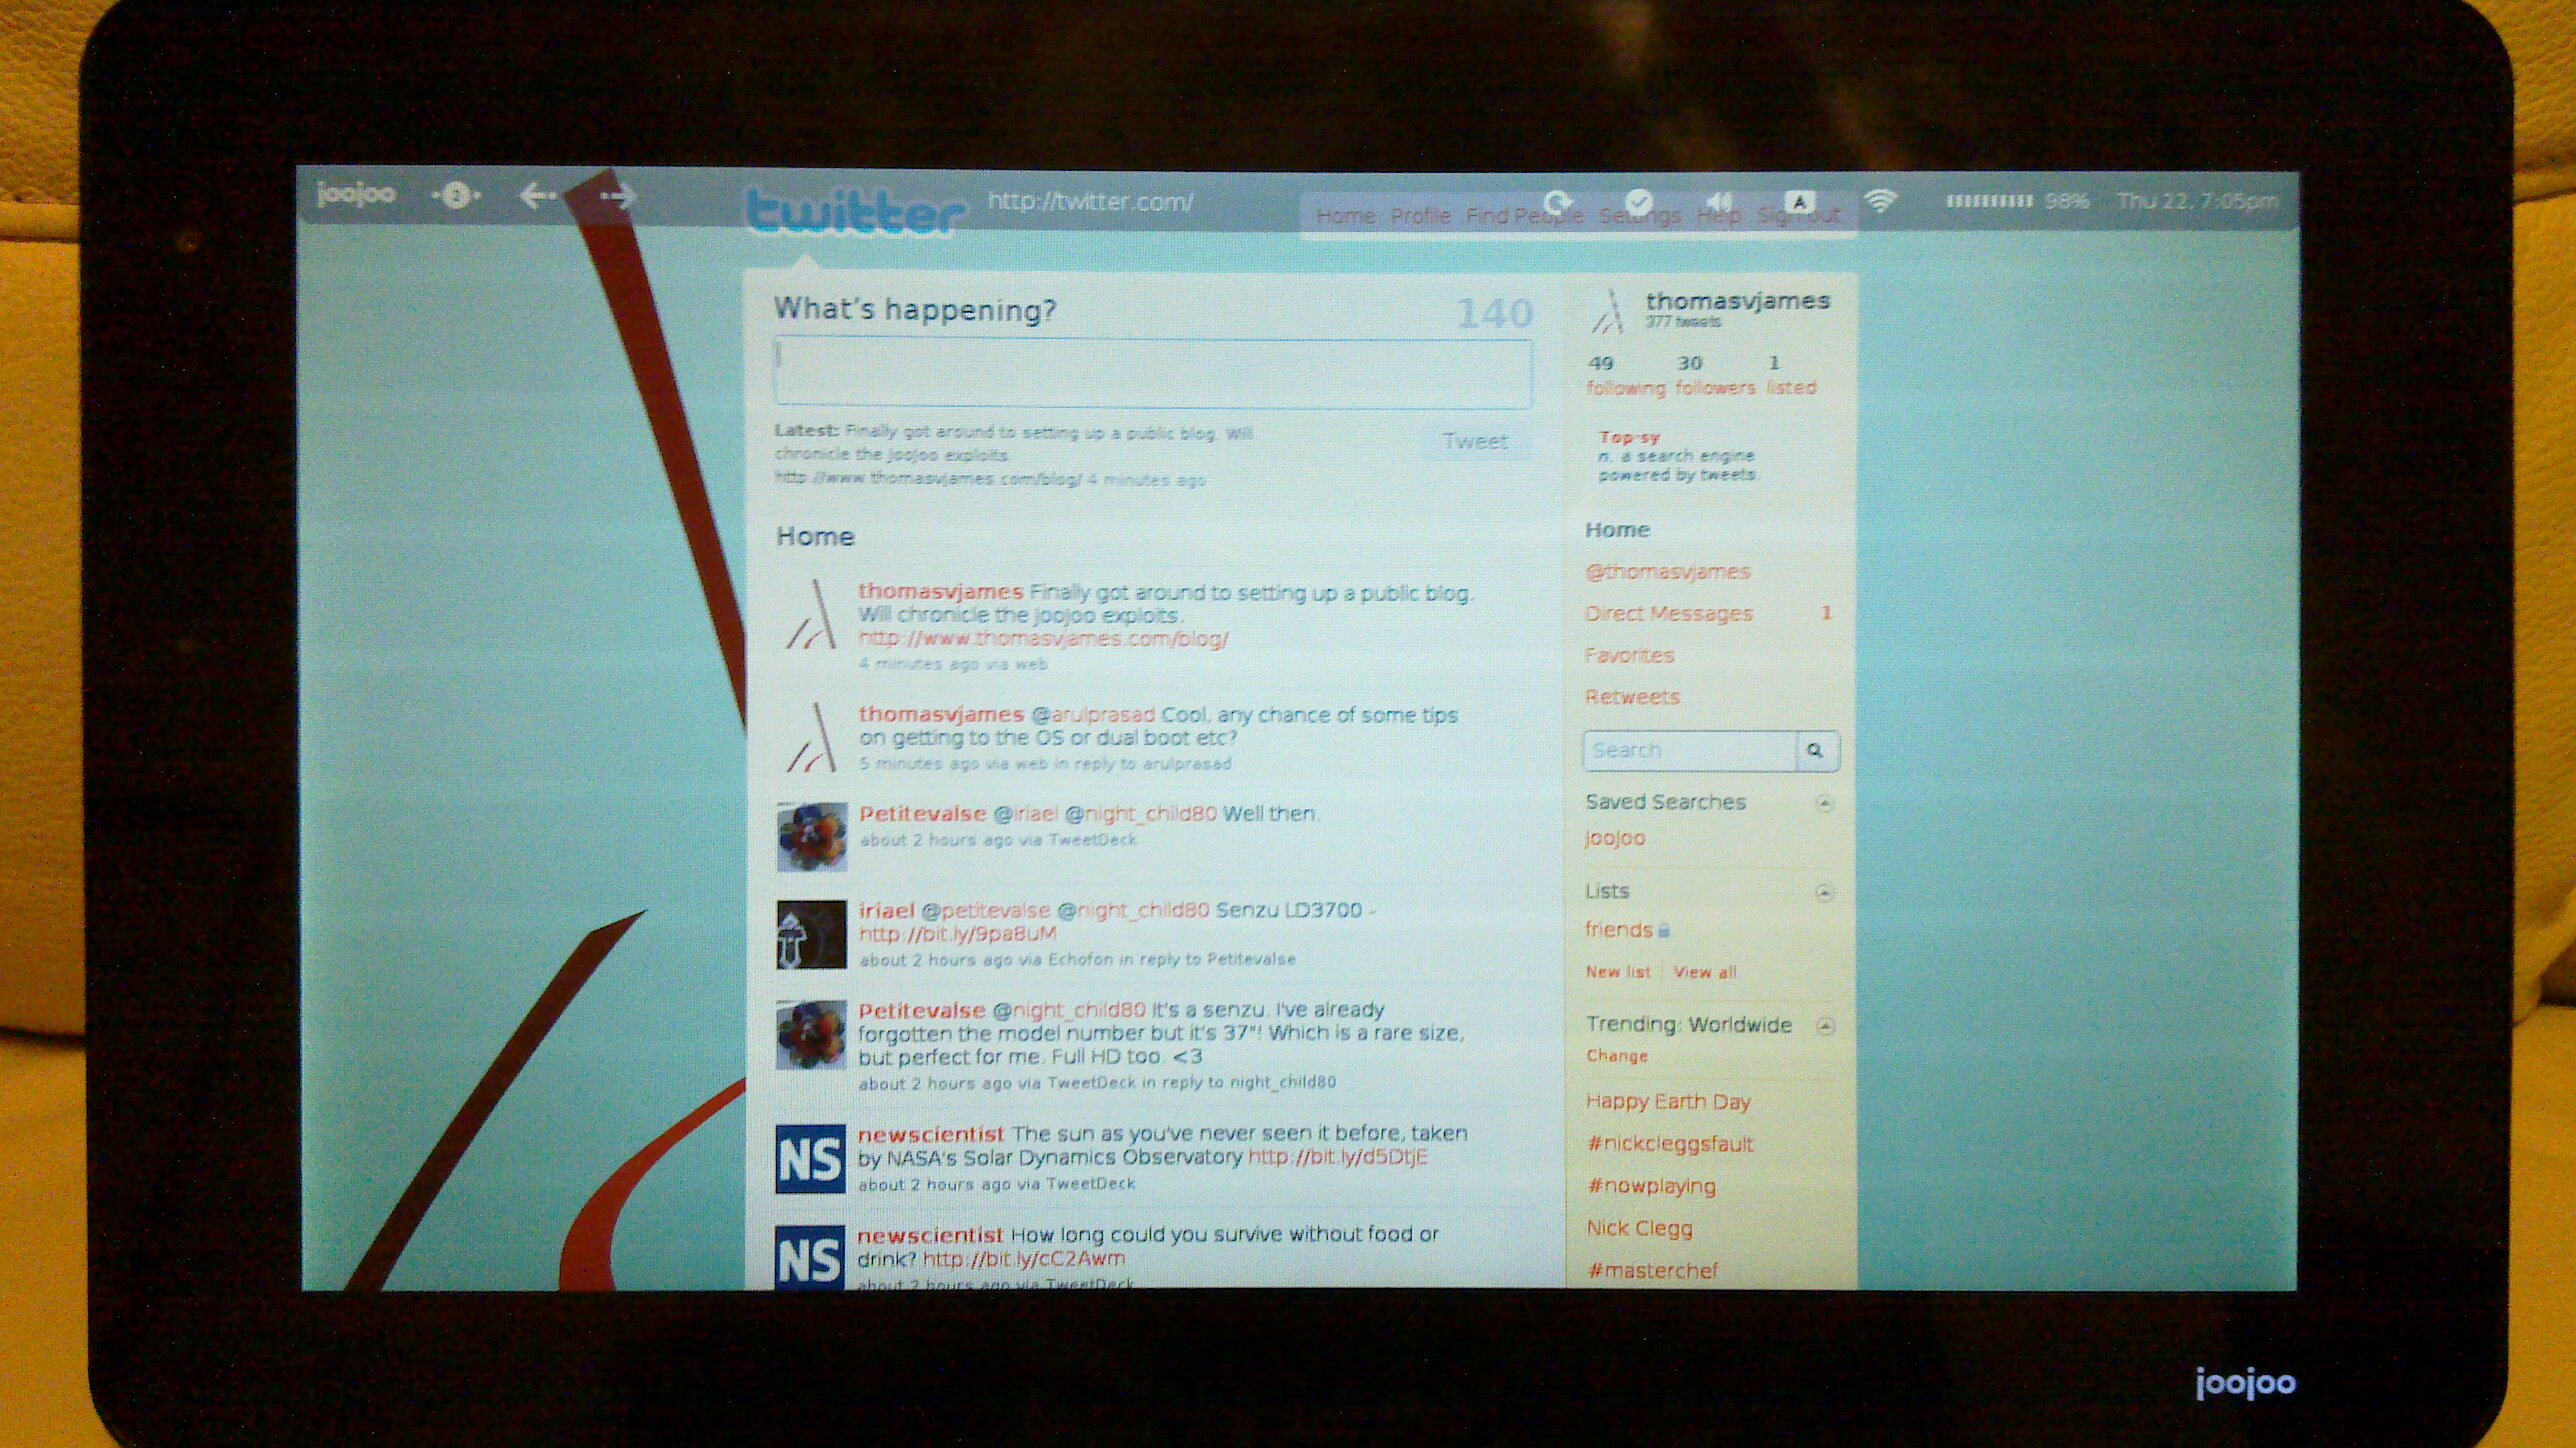 joojoo
twitter
http://twitter.com/
Home Profile Find People Settings Help Sign out
A
98%
Thu 22, 7:05pm
What's happening?
140
Latest: Finally got around to setting up a public blog. Will
chronicle the joojoo exploits.
http://www.thomasvjames.com/blog/ 4 minutes ago
Tweet
Home
thomasvjames Finally got around to setting up a public blog.
Will chronicle the joojoo exploits.
http://www.thomasvjames.com/blog/
4 minutes ago via web
thomasvjames @arulprasad Cool, any chance of some tips
on getting to the OS or dual boot etc?
5 minutes ago via web in reply to arulprasad
Petitevalse @iriael @night_child80 Well then.
about 2 hours ago via TweetDeck
iriael @petitevalse @night_child80 Senzu LD3700 -
http://bit.ly/9pa8uM
about 2 hours ago via Echofon in reply to Petitevalse
Petitevalse @night_child80 It's a senzu. I've already
forgotten the model number but it's 37"! Which is a rare size,
but perfect for me. Full HD too. <3
about 2 hours ago via TweetDeck in reply to night_child80
NS
newscientist The sun as you've never seen it before, taken
by NASA's Solar Dynamics Observatory http://bit.ly/d5DtjE
about 2 hours ago via TweetDeck
NS
newscientist How long could you survive without food or
drink? http://bit.ly/cC2Awm
about 2 hours ago via TweetDeck
thomasvjames
377 tweets
49 30 1
following followers listed
Top·sy
n. a search engine
powered by tweets.
Home
@thomasvjames
Direct Messages 1
Favorites
Retweets
Search
Saved Searches
joojoo
Lists
friends
New list View all
Trending: Worldwide
Change
Happy Earth Day
#nickcleggsfault
#nowplaying
Nick Clegg
#masterchef
joojoo